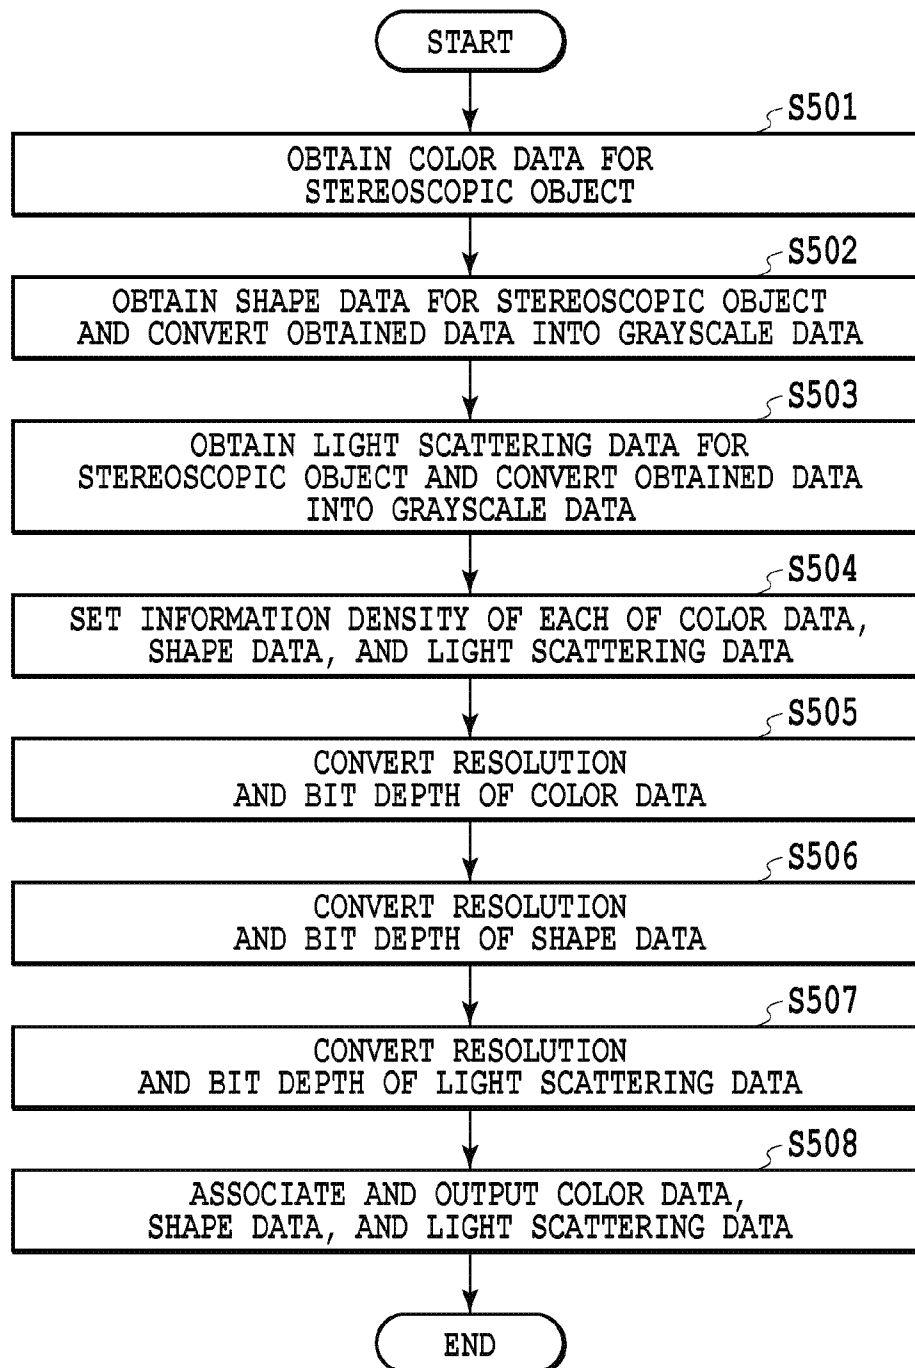 START
S501
OBTAIN COLOR DATA FOR
STEREOSCOPIC OBJECT
S502
OBTAIN SHAPE DATA FOR STEREOSCOPIC OBJECT
AND CONVERT OBTAINED DATA INTO GRAYSCALE DATA
S503
OBTAIN LIGHT SCATTERING DATA FOR
STEREOSCOPIC OBJECT AND CONVERT OBTAINED DATA
INTO GRAYSCALE DATA
S504
SET INFORMATION DENSITY OF EACH OF COLOR DATA,
SHAPE DATA, AND LIGHT SCATTERING DATA
S505
CONVERT RESOLUTION
AND BIT DEPTH OF COLOR DATA
S506
CONVERT RESOLUTION
AND BIT DEPTH OF SHAPE DATA
S507
CONVERT RESOLUTION
AND BIT DEPTH OF LIGHT SCATTERING DATA
S508
ASSOCIATE AND OUTPUT COLOR DATA,
SHAPE DATA, AND LIGHT SCATTERING DATA
END